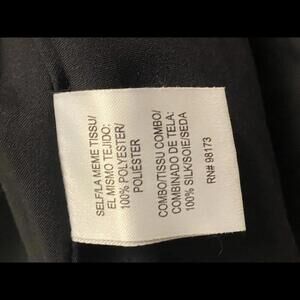 SELF/LA MEME TISSU/
EL MISMO TEJIDO:
100% POLYESTER/
POLIÉSTER
COMBO/TISSU COMBO/
COMBINADO DE TELA:
100% SILK/SOIE/SEDA
RN# 98173